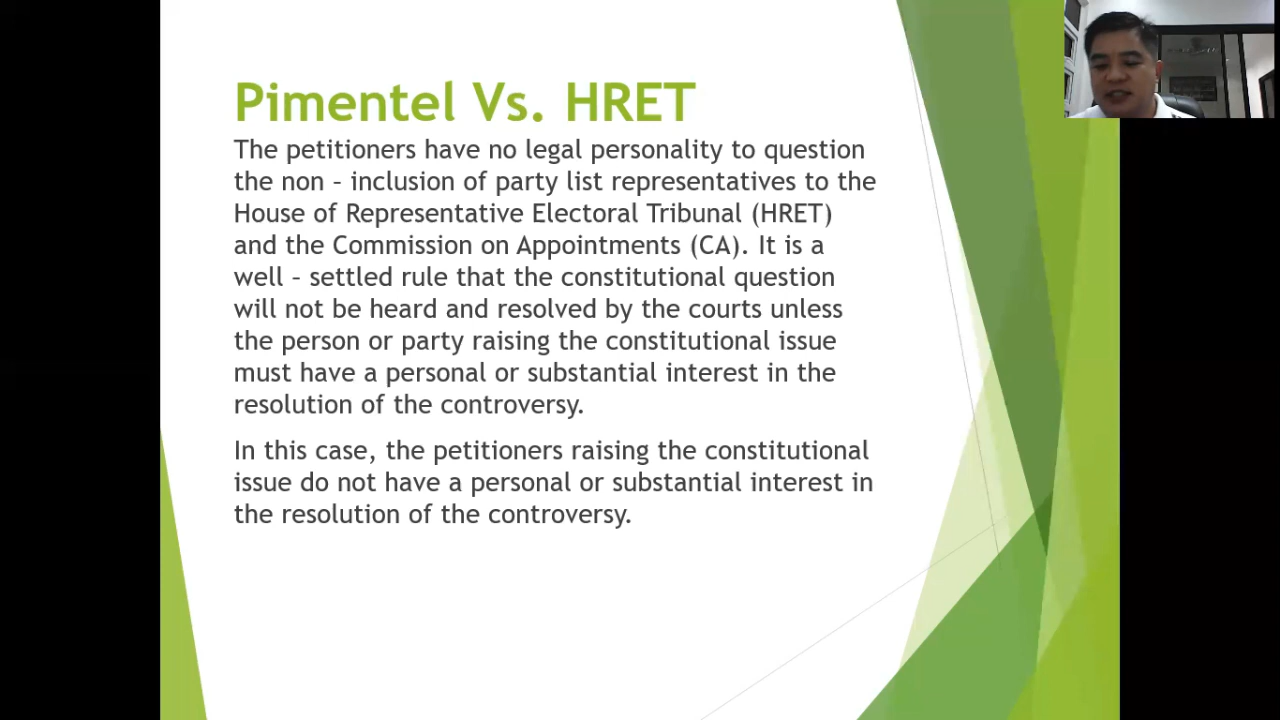 Pimentel Vs. HRET
The petitioners have no legal personality to question
the non – inclusion of party list representatives to the
House of Representative Electoral Tribunal (HRET)
and the Commission on Appointments (CA). It is a
well – settled rule that the constitutional question
will not be heard and resolved by the courts unless
the person or party raising the constitutional issue
must have a personal or substantial interest in the
resolution of the controversy.
In this case, the petitioners raising the constitutional
issue do not have a personal or substantial interest in
the resolution of the controversy.